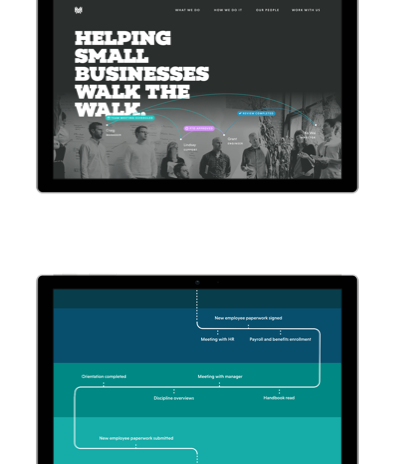 WHAT WE DO HOW WE DO IT OUR PEOPLE WORK WITH US
HELPING
SMALL
BUSINESSES
WALK THE
WALK.
New employee paperwork signed
Meeting with HR Payroll and benefits enrollment
Orientation completed Meeting with manager
Discipline overviews Handbook read
New employee paperwork submitted